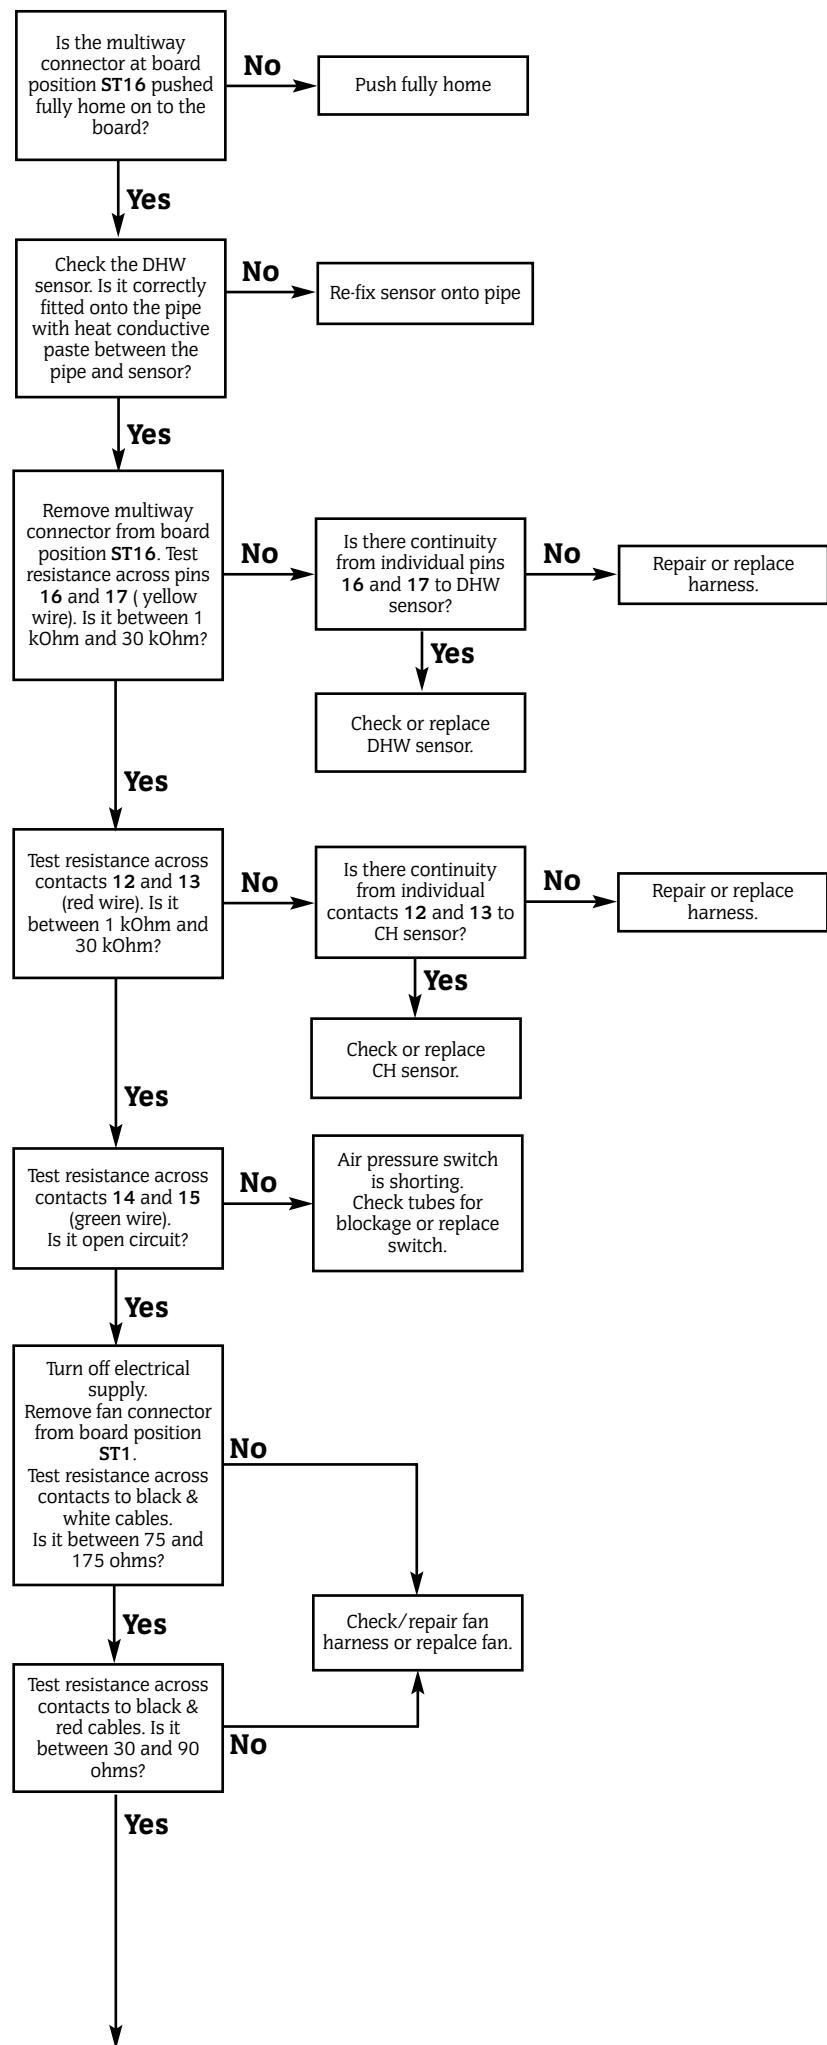 Is the multiway
connector at board
position ST16 pushed
fully home on to the
board?
No
Push fully home
Yes
Check the DHW
sensor. Is it correctly
fitted onto the pipe
with heat conductive
paste between the
pipe and sensor?
No
Re-fix sensor onto pipe
Yes
Remove multiway
connector from board
position ST16. Test
resistance across pins
16 and 17 ( yellow
wire). Is it between 1
kOhm and 30 kOhm?
No
Is there continuity
from individual pins
16 and 17 to DHW
sensor?
No
Repair or replace
harness.
Yes
Check or replace
DHW sensor.
Yes
Test resistance across
contacts 12 and 13
(red wire). Is it
between 1 kOhm and
30 kOhm?
No
Is there continuity
from individual
contacts 12 and 13 to
CH sensor?
No
Repair or replace
harness.
Yes
Check or replace
CH sensor.
Yes
Test resistance across
contacts 14 and 15
(green wire).
Is it open circuit?
No
Air pressure switch
is shorting.
Check tubes for
blockage or replace
switch.
Yes
Turn off electrical
supply.
Remove fan connector
from board position
ST1.
Test resistance across
contacts to black &
white cables.
Is it between 75 and
175 ohms?
No
Check/repair fan
harness or repalce fan.
Yes
Test resistance across
contacts to black &
red cables. Is it
between 30 and 90
ohms?
No
Yes